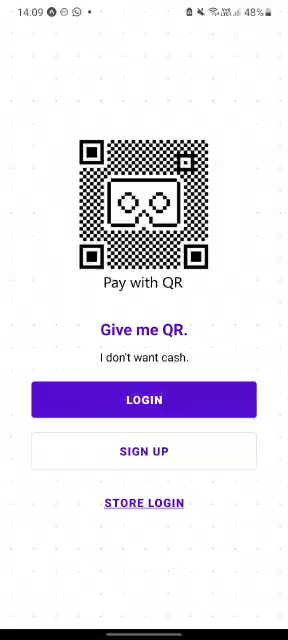 14:09
48%
Pay with QR
Give me QR.
I don't want cash.
LOGIN
SIGN UP
STORE LOGIN